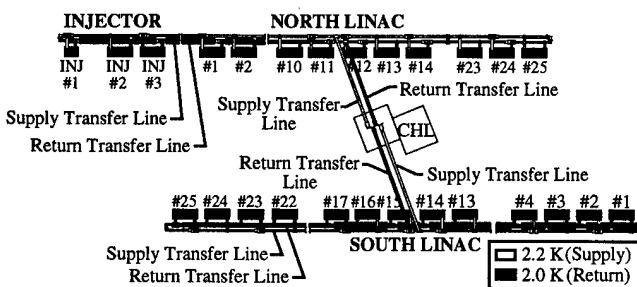 INJECTOR NORTH LINAC
INJ #1 INJ #2 INJ #3 #1 #2 #10 #11 #12 #13 #14 #23 #24 #25
Supply Transfer Line
Return Transfer Line
Supply Transfer Line
Return Transfer Line
CHL
Return Transfer Line
Supply Transfer Line
#25 #24 #23 #22 #17 #16 #15 #14 #13 #4 #3 #2 #1
Supply Transfer Line
Return Transfer Line
SOUTH LINAC
2.2 K (Supply)
2.0 K (Return)